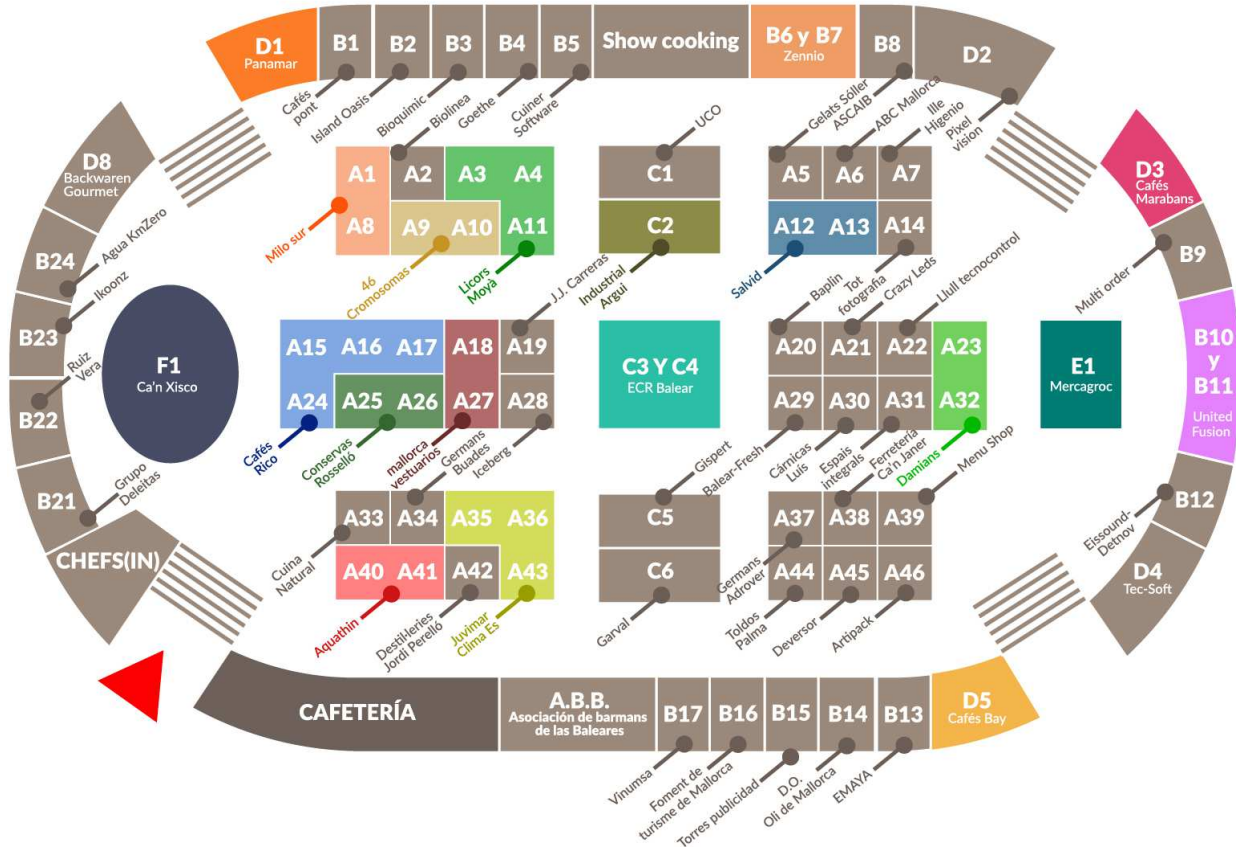 D1
Panamar
B1
B2
B3
B4
B5
Show cooking
B6 y B7
Zennio
B8
D2
Cafés
pont
Island Oasis
Bioquimic
Biolinea
Goethe
Cuiner
Software
UCO
Gelats Sóller
ASCAIB
ABC Mallorca
Ille
Higenio
Pixel
vision
D8
Backwaren
Gourmet
B24
Agua KmZero
B23
Ikoonz
B22
Ruiz
Vera
B21
Grupo
Deleitas
CHEFS(IN)
F1
Ca'n Xisco
A1
A2
A3
A4
A8
A9
A10
A11
Milo sur
46
Cromosomas
Licors
Moyà
C1
C2
Industrial
Argui
A5
A6
A7
A12
A13
A14
Salvid
Tot
fotografia
D3
Cafés
Marabans
B9
Multi order
B10
y
B11
United
Fusion
B12
Eissound-
Detnov
D4
Tec-Soft
E1
Mercagroc
A15
A16
A17
A18
A19
J.J. Carreras
A24
A25
A26
A27
A28
Cafés
Rico
Conservas
Rosselló
mallorca
vestuarios
Germans
Buades
Iceberg
C3 Y C4
ECR Balear
Baplin
Crazy Leds
Llull tecnocontrol
A20
A21
A22
A23
A29
A30
A31
A32
Balear-Fresh
Cárnicas
Luis
Espais
integrals
Ferretería
Ca'n Janer
Damians
Menu Shop
A33
A34
A35
A36
A40
A41
A42
A43
Cuina
Natural
Aquathin
DestilHeries
Jordi Perelló
Juvimar
Clima Es
Gispert
C5
C6
Garval
A37
A38
A39
A44
A45
A46
Germans
Adrover
Toldos
Palma
Deversor
Artipack
CAFETERÍA
A.B.B.
Asociación de barmans
de las Baleares
B17
B16
B15
B14
B13
D5
Cafés Bay
Vinumsa
Foment de
turisme de Mallorca
Torres publicidad
D.O.
Oli de Mallorca
EMAYA